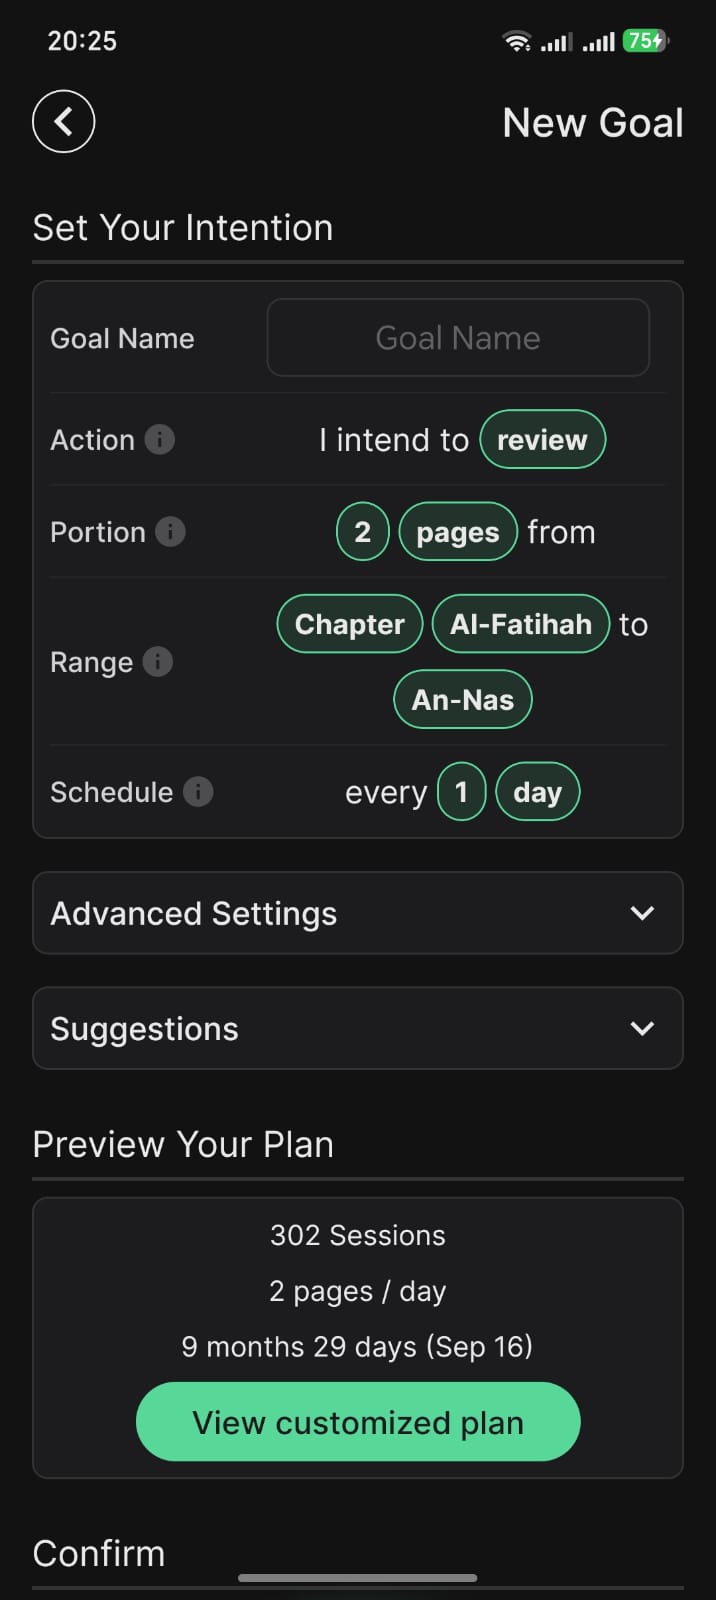 20:25
75
New Goal
Set Your Intention
Goal Name
Goal Name
Action i I intend to review
Portion i 2 pages from
Chapter Al-Fatihah to
Range i
An-Nas
Schedule i every 1 day
Advanced Settings
Suggestions
Preview Your Plan
302 Sessions
2 pages / day
9 months 29 days (Sep 16)
View customized plan
Confirm